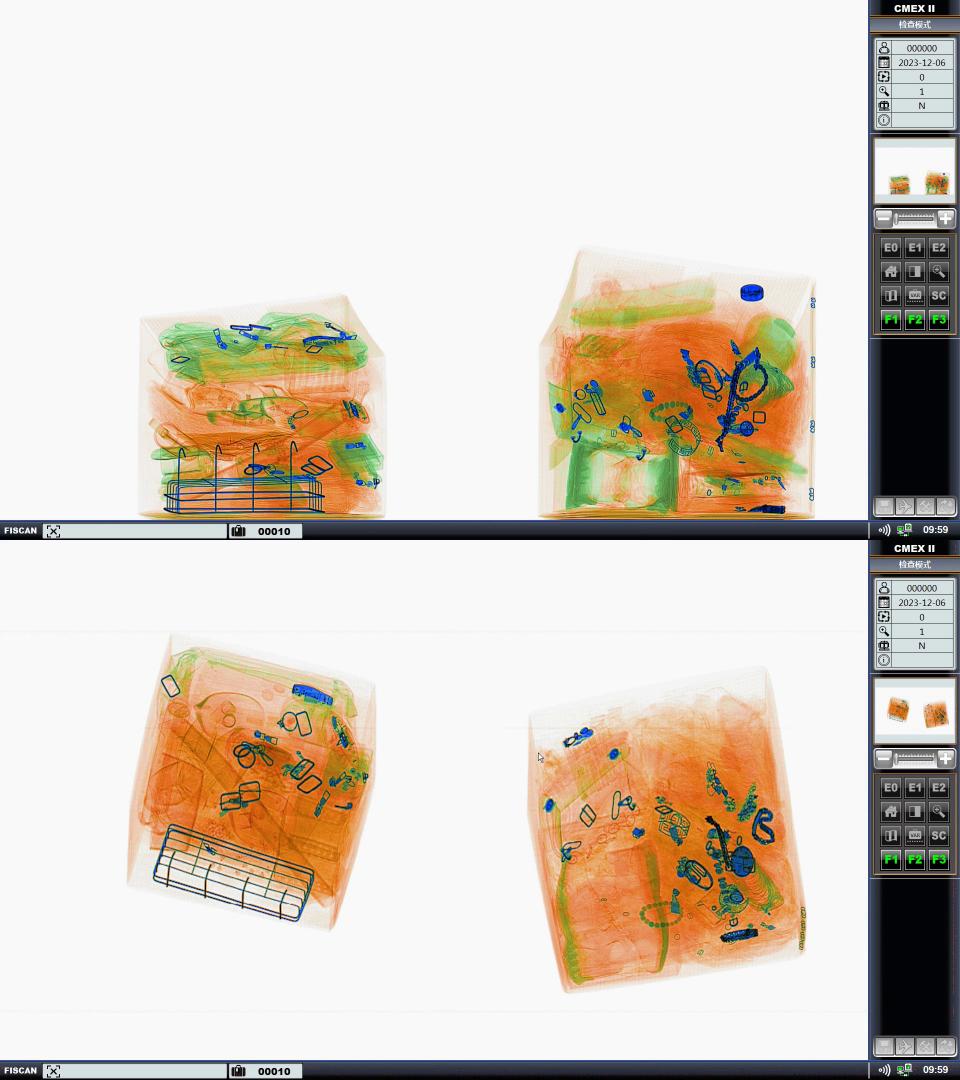 CMEX II
检查模式
000000
2023-12-06
0
1
N
E0 E1 E2
VAR SC
F1 F2 F3
FISCAN 00010 09:59
CMEX II
检查模式
000000
2023-12-06
0
1
N
E0 E1 E2
VAR SC
F1 F2 F3
FISCAN 00010 09:59